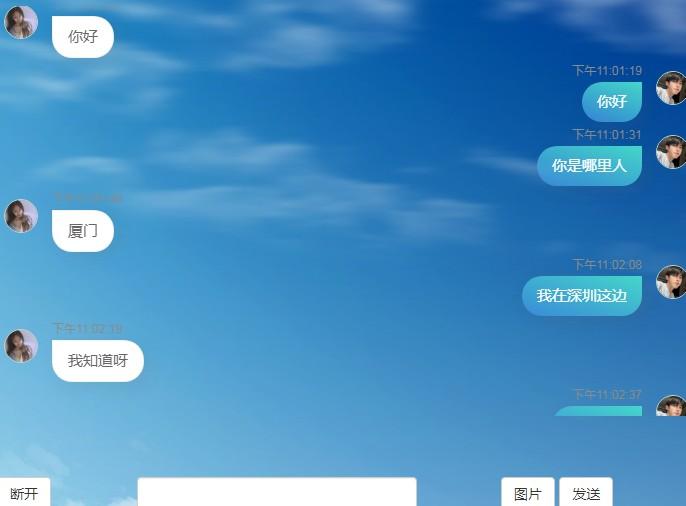 你好
下午11:01:19
你好
下午11:01:31
你是哪里人
厦门
下午11:02:08
我在深圳这边
下午11:02:19
我知道呀
下午11:02:37
断开
图片
发送